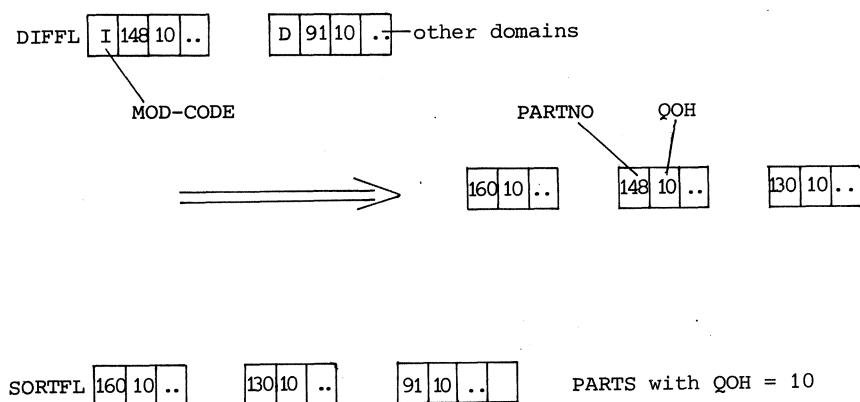 DIFFL I 148 10 .. D 91 10 .. other domains
MOD-CODE PARTNO QOH
160 10 .. 148 10 .. 130 10 ..
SORTFL 160 10 .. 130 10 .. 91 10 .. PARTS with QOH = 10